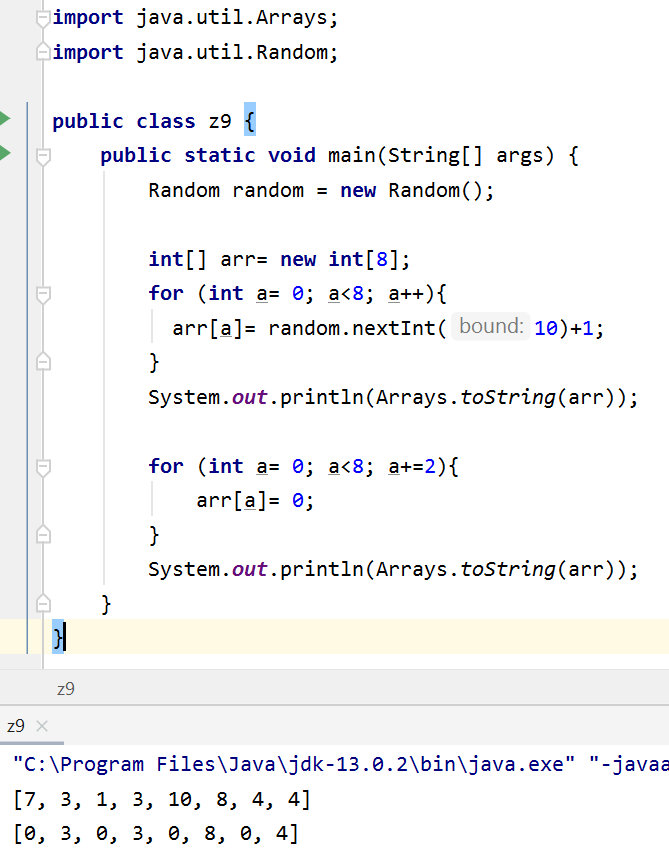 import java.util.Arrays;
import java.util.Random;
public class z9 {
public static void main(String[] args) {
Random random = new Random();
int[] arr= new int[8];
for (int a= 0; a<8; a++){
arr[a]= random.nextInt( bound: 10)+1;
}
System.out.println(Arrays.toString(arr));
for (int a= 0; a<8; a+=2){
arr[a]= 0;
}
System.out.println(Arrays.toString(arr));
}
}
z9
z9
"C:\Program Files\Java\jdk-13.0.2\bin\java.exe" "-javaa
[7, 3, 1, 3, 10, 8, 4, 4]
[0, 3, 0, 3, 0, 8, 0, 4]